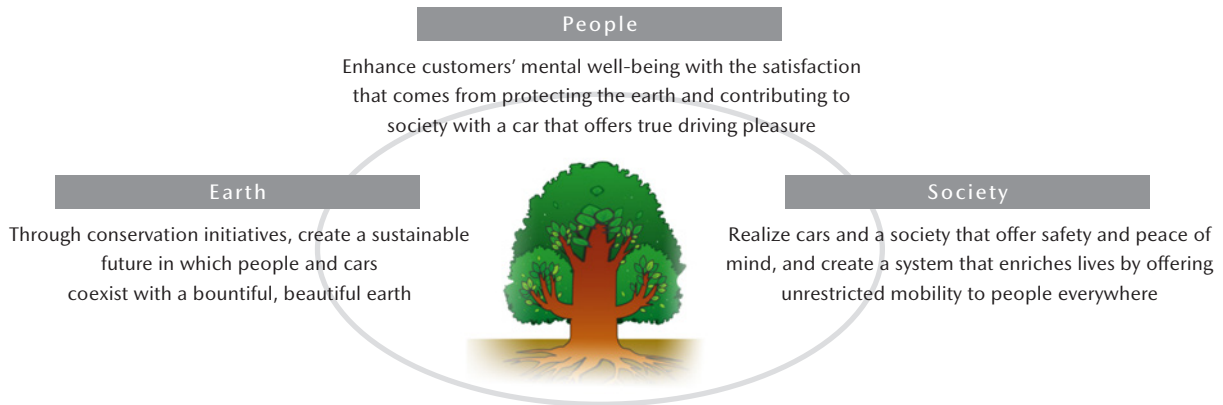 People
Enhance customers’ mental well-being with the satisfaction
that comes from protecting the earth and contributing to
society with a car that offers true driving pleasure
Earth
Through conservation initiatives, create a sustainable
future in which people and cars
coexist with a bountiful, beautiful earth
Society
Realize cars and a society that offer safety and peace of
mind, and create a system that enriches lives by offering
unrestricted mobility to people everywhere